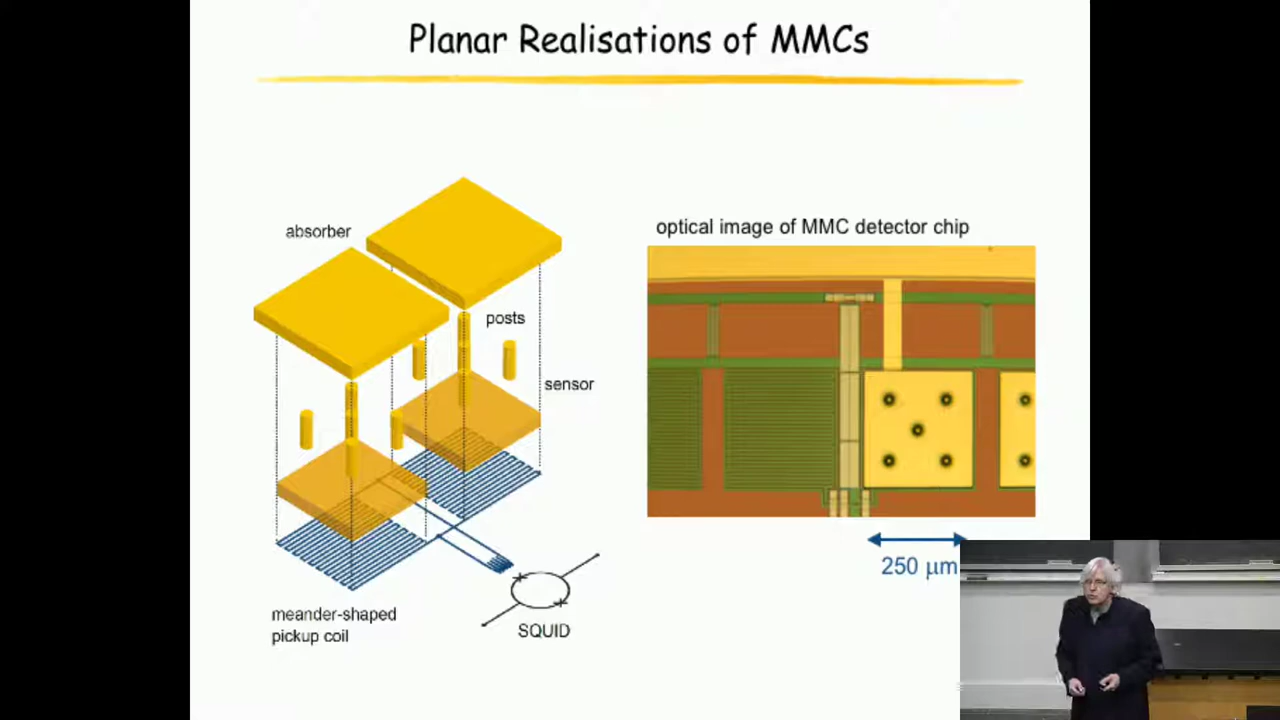 Planar Realisations of MMCs
absorber
posts
sensor
meander-shaped
pickup coil
SQUID
optical image of MMC detector chip
250 μm